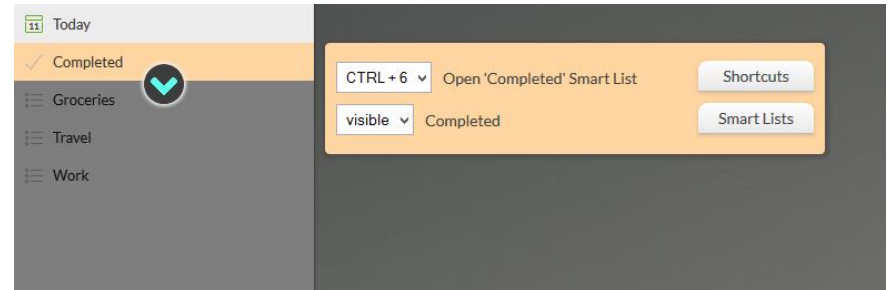 11 Today
Completed
Groceries
Travel
Work
CTRL + 6 Open 'Completed' Smart List Shortcuts
visible Completed Smart Lists